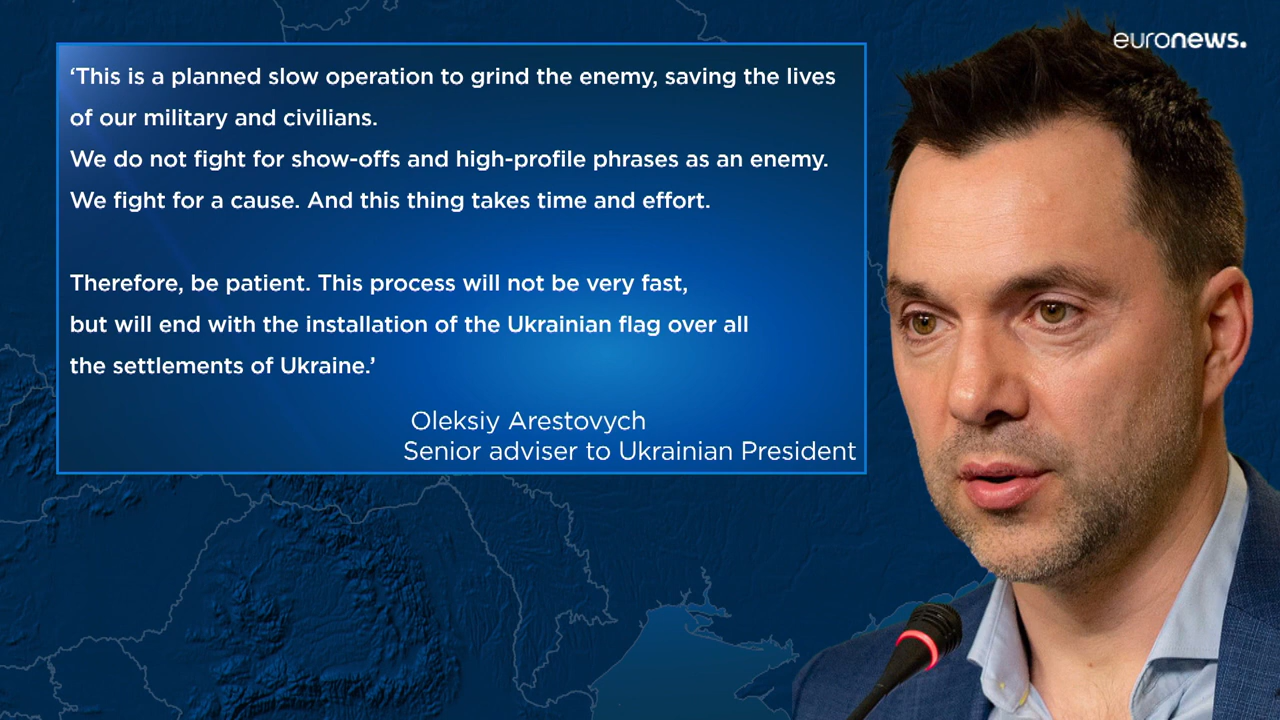 euronews.
‘This is a planned slow operation to grind the enemy, saving the lives
of our military and civilians.
We do not fight for show-offs and high-profile phrases as an enemy.
We fight for a cause. And this thing takes time and effort.
Therefore, be patient. This process will not be very fast,
but will end with the installation of the Ukrainian flag over all
the settlements of Ukraine.’
Oleksiy Arestovych
Senior adviser to Ukrainian President